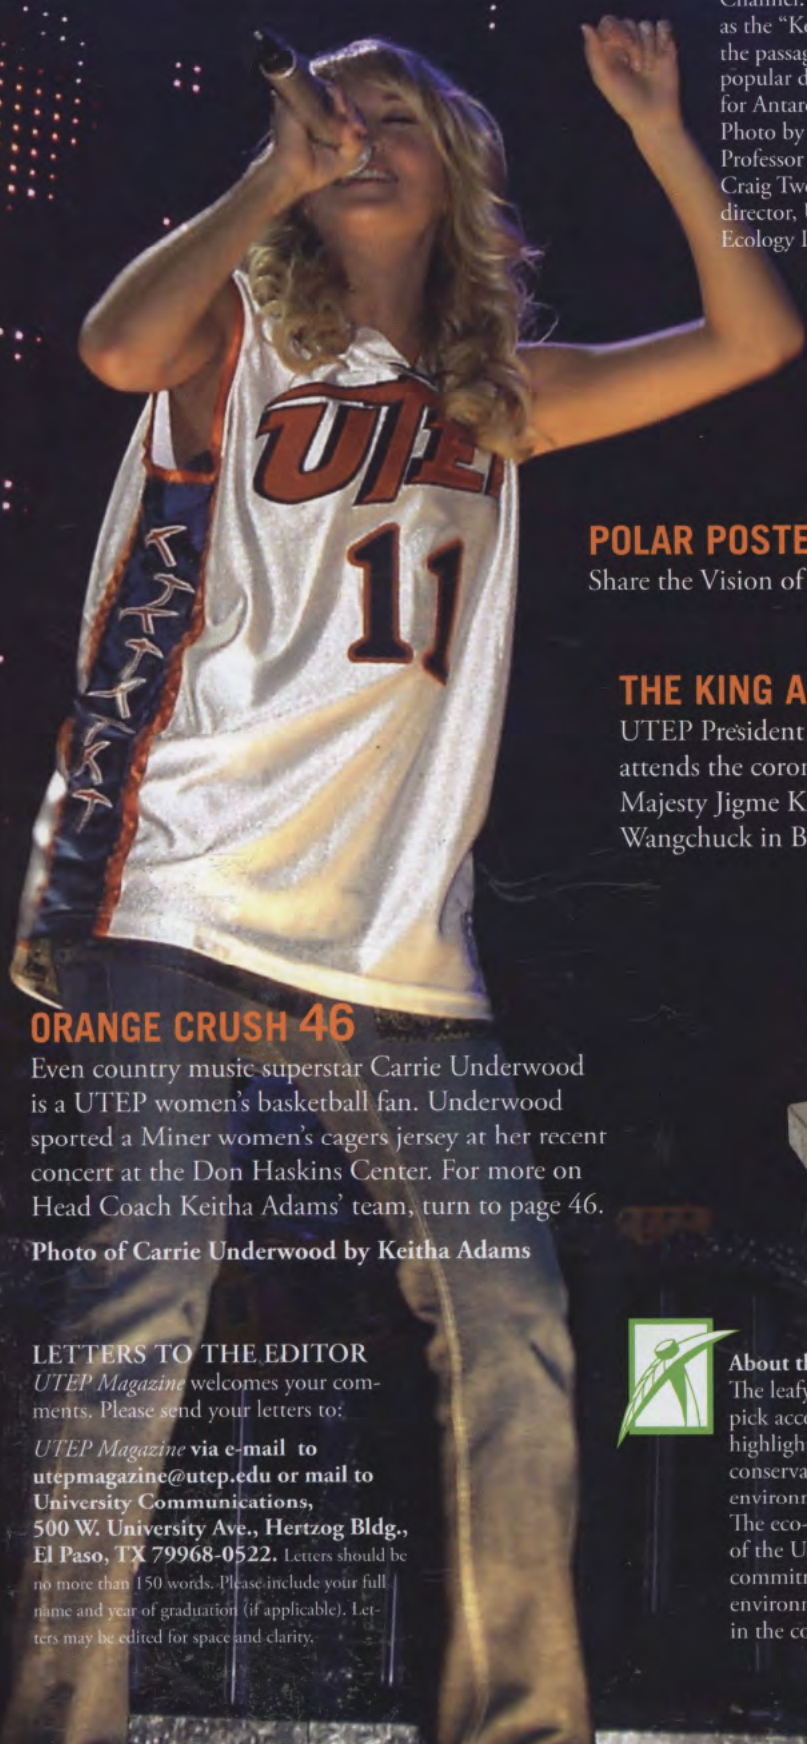 as the “Ke
the passag
popular d
for Antar
Photo by
Professor
Craig Twe
director,
Ecology
UTEP
11
POLAR POSTE
Share the Vision of
THE KING A
UTEP President
attends the coror
Majesty Jigme K
Wangchuck in B
ORANGE CRUSH 46
Even country music superstar Carrie Underwood
is a UTEP women’s basketball fan. Underwood
sported a Miner women’s cagers jersey at her recent
concert at the Don Haskins Center. For more on
Head Coach Keitha Adams’ team, turn to page 46.
Photo of Carrie Underwood by Keitha Adams
LETTERS TO THE EDITOR
UTEP Magazine welcomes your com-
ments. Please send your letters to:
UTEP Magazine via e-mail to
utepmagazine@utep.edu or mail to
University Communications,
500 W. University Ave., Hertzog Bldg.,
El Paso, TX 79968-0522. Letters should be
no more than 150 words. Please include your full
name and year of graduation (if applicable). Let-
ters may be edited for space and clarity.
About th
The leafy
pick acco
highligh
conserva
environm
The eco-
of the U
commitm
environm
in the co